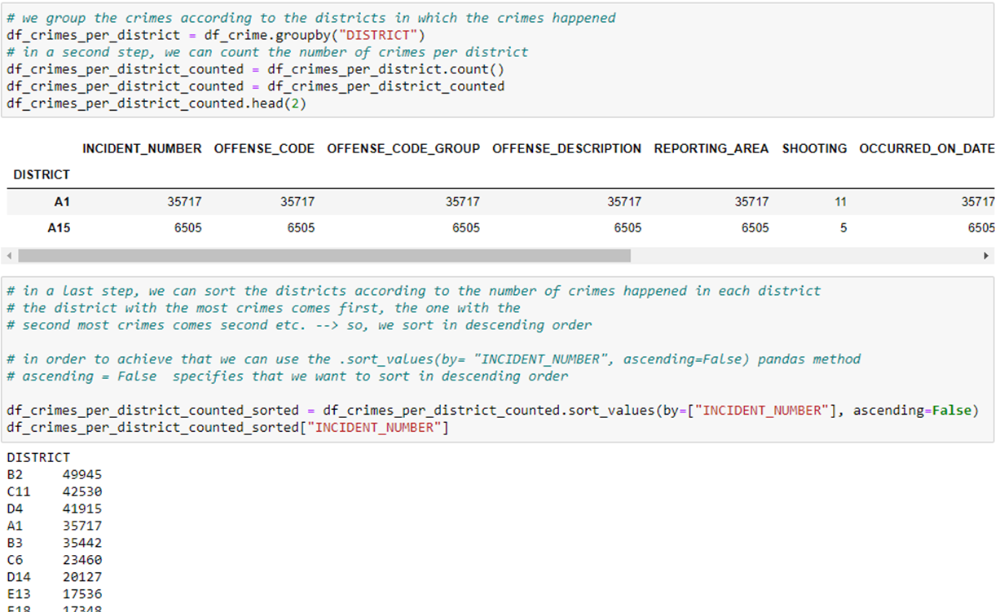 # we group the crimes according to the districts in which the crimes happened
df_crimes_per_district = df_crime.groupby("DISTRICT")
# in a second step, we can count the number of crimes per district
df_crimes_per_district_counted = df_crimes_per_district.count()
df_crimes_per_district_counted = df_crimes_per_district_counted
df_crimes_per_district_counted.head(2)
INCIDENT_NUMBER OFFENSE_CODE OFFENSE_CODE_GROUP OFFENSE_DESCRIPTION REPORTING_AREA SHOOTING OCCURRED_ON_DATE
DISTRICT
A1 35717 35717 35717 35717 35717 11 35717
A15 6505 6505 6505 6505 6505 5 6505
# in a last step, we can sort the districts according to the number of crimes happened in each district
# the district with the most crimes comes first, the one with the
# second most crimes comes second etc. --> so, we sort in descending order
# in order to achieve that we can use the .sort_values(by= "INCIDENT_NUMBER", ascending=False) pandas method
# ascending = False  specifies that we want to sort in descending order
df_crimes_per_district_counted_sorted = df_crimes_per_district_counted.sort_values(by=["INCIDENT_NUMBER"], ascending=False)
df_crimes_per_district_counted_sorted["INCIDENT_NUMBER"]
DISTRICT
B2 49945
C11 42530
D4 41915
A1 35717
B3 35442
C6 23460
D14 20127
E13 17536
E18 17348